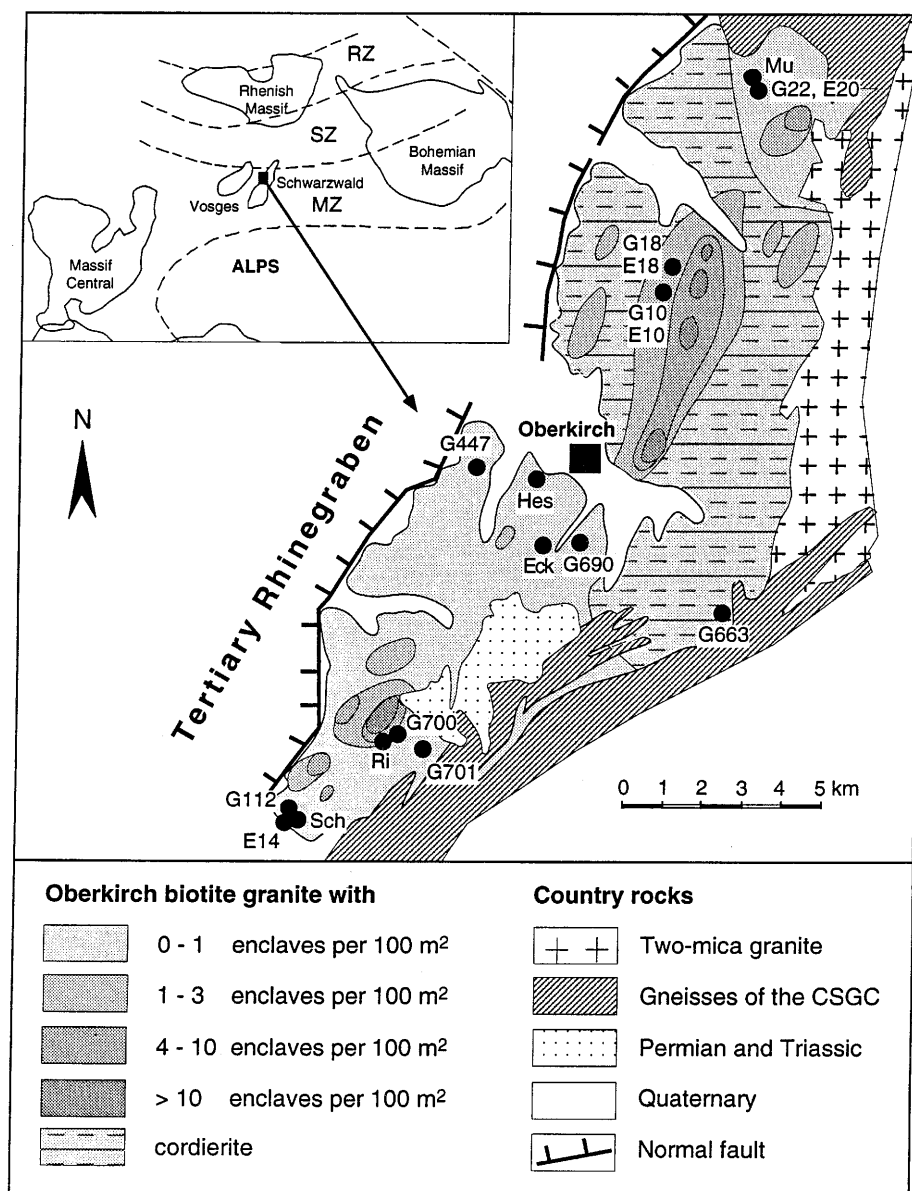 RZ
Rhenish
Massif
SZ
Bohemian
Massif
Schwarzwald
Vosges
MZ
Massif
Central
ALPS
Mu
G22, E20
G18
E18
G10
E10
N
Oberkirch
G447
Hes
Eck
G690
G663
Tertiary Rhinegraben
G700
Ri
G701
G112
Sch
E14
0 1 2 3 4 5 km
Oberkirch biotite granite with
0 - 1 enclaves per 100 m²
1 - 3 enclaves per 100 m²
4 - 10 enclaves per 100 m²
> 10 enclaves per 100 m²
cordierite
Country rocks
Two-mica granite
Gneisses of the CSGC
Permian and Triassic
Quaternary
Normal fault